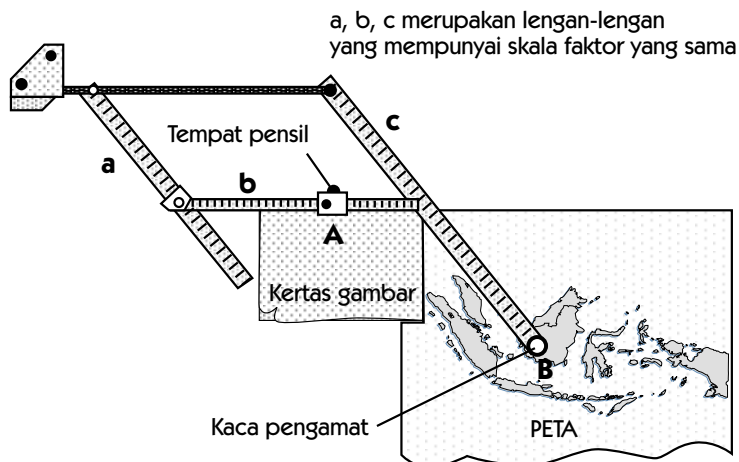 a, b, c merupakan lengan-lengan
yang mempunyai skala faktor yang sama
c
Tempat pensil
a
b
A
Kertas gambar
B
Kaca pengamat
PETA